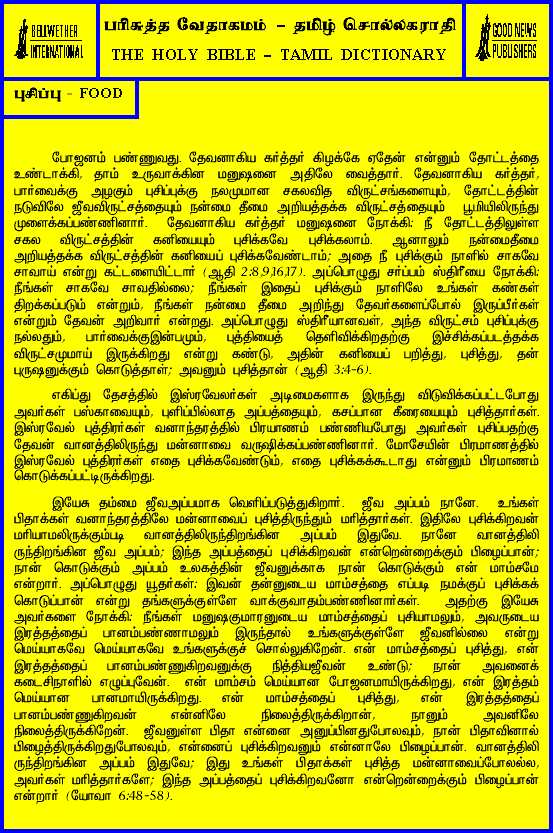 BELLWETHER
INTERNATIONAL
பரிசுத்த வேதாகமம் – தமிழ் சொல்லகராதி
THE HOLY BIBLE – TAMIL DICTIONARY
GOOD NEWS
PUBLISHERS
புசிப்பு - FOOD
போஜனம் பண்ணுவது. தேவனாகிய கர்த்தர் கிழக்கே ஏதேன் என்னும் தோட்டத்தை
உண்டாக்கி, தாம் உருவாக்கின மனுஷனை அதிலே வைத்தார். தேவனாகிய கர்த்தர்,
பார்வைக்கு அழகும் புசிப்புக்கு நலமுமான சகலவித விருட்சங்களையும், தோட்டத்தின்
நடுவிலே ஜீவவிருட்சத்தையும் நன்மை தீமை அறியத்தக்க விருட்சத்தையும் பூமியிலிருந்து
முளைக்கப்பண்ணினார். தேவனாகிய கர்த்தர் மனுஷனை நோக்கி: நீ தோட்டத்திலுள்ள
சகல விருட்சத்தின் கனியையும் புசிக்கவே புசிக்கலாம். ஆனாலும் நன்மைதீமை
அறியத்தக்க விருட்சத்தின் கனியைப் புசிக்கவேண்டாம்; அதை நீ புசிக்கும் நாளில் சாகவே
சாவாய் என்று கட்டளையிட்டார் (ஆதி 2:8,9,16,17). அப்பொழுது சர்ப்பம் ஸ்திரீயை நோக்கி:
நீங்கள் சாகவே சாவதில்லை; நீங்கள் இதைப் புசிக்கும் நாளிலே உங்கள் கண்கள்
திறக்கப்படும் என்றும், நீங்கள் நன்மை தீமை அறிந்து தேவர்களைப்போல் இருப்பீர்கள்
என்றும் தேவன் அறிவார் என்றது. அப்பொழுது ஸ்திரீயானவள், அந்த விருட்சம் புசிப்புக்கு
நல்லதும், பார்வைக்குஇன்பமும், புத்தியைத் தெளிவிக்கிறதற்கு இச்சிக்கப்படத்தக்க
விருட்சமுமாய் இருக்கிறது என்று கண்டு, அதின் கனியைப் பறித்து, புசித்து, தன்
புருஷனுக்கும் கொடுத்தாள்; அவனும் புசித்தான் (ஆதி 3:4-6).
எகிப்து தேசத்தில் இஸ்ரவேலர்கள் அடிமைகளாக இருந்து விடுவிக்கப்பட்டபோது
அவர்கள் பஸ்காவையும், புளிப்பில்லாத அப்பத்தையும், கசப்பான கீரையையும் புசித்தார்கள்.
இஸ்ரவேல் புத்திரர்கள் வனாந்தரத்தில் பிரயாணம் பண்ணியபோது அவர்கள் புசிப்பதற்கு
தேவன் வானத்திலிருந்து மன்னாவை வருஷிக்கப்பண்ணினார். மோசேயின் பிரமாணத்தில்
இஸ்ரவேல் புத்திரர்கள் எதை புசிக்கவேண்டும், எதை புசிக்கக்கூடாது என்னும் பிரமாணம்
கொடுக்கப்பட்டிருக்கிறது.
இயேசு தம்மை ஜீவஅப்பமாக வெளிப்படுத்துகிறார். ஜீவ அப்பம் நானே. உங்கள்
பிதாக்கள் வனாந்தரத்திலே மன்னாவைப் புசித்திருந்தும் மரித்தார்கள். இதிலே புசிக்கிறவன்
மரியாமலிருக்கும்படி வானத்திலிருந்திறங்கின அப்பம் இதுவே. நானே வானத்திலி
ருந்திறங்கின ஜீவ அப்பம்; இந்த அப்பத்தைப் புசிக்கிறவன் என்றென்றைக்கும் பிழைப்பான்;
நான் கொடுக்கும் அப்பம் உலகத்தின் ஜீவனுக்காக நான் கொடுக்கும் என் மாம்சமே
என்றார். அப்பொழுது யூதர்கள்: இவன் தன்னுடைய மாம்சத்தை எப்படி நமக்குப் புசிக்கக்
கொடுப்பான் என்று தங்களுக்குள்ளே வாக்குவாதம்பண்ணினார்கள். அதற்கு இயேசு
அவர்களை நோக்கி: நீங்கள் மனுஷகுமாரனுடைய மாம்சத்தைப் புசியாமலும், அவருடைய
இரத்தத்தைப் பானம்பண்ணாமலும் இருந்தால் உங்களுக்குள்ளே ஜீவனில்லை என்று
மெய்யாகவே மெய்யாகவே உங்களுக்குச் சொல்லுகிறேன். என் மாம்சத்தைப் புசித்து, என்
இரத்தத்தைப் பானம்பண்ணுகிறவனுக்கு நித்தியஜீவன் உண்டு; நான் அவனைக்
கடைசிநாளில் எழுப்புவேன். என் மாம்சம் மெய்யான போஜனமாயிருக்கிறது, என் இரத்தம்
மெய்யான பானமாயிருக்கிறது. என் மாம்சத்தைப் புசித்து, என் இரத்தத்தைப்
பானம்பண்ணுகிறவன் என்னிலே நிலைத்திருக்கிறான், நானும் அவனிலே
நிலைத்திருக்கிறேன். ஜீவனுள்ள பிதா என்னை அனுப்பினதுபோலவும், நான் பிதாவினால்
பிழைத்திருக்கிறதுபோலவும், என்னைப் புசிக்கிறவனும் என்னாலே பிழைப்பான். வானத்திலி
ருந்திறங்கின அப்பம் இதுவே; இது உங்கள் பிதாக்கள் புசித்த மன்னாவைப்போலல்ல,
அவர்கள் மரித்தார்களே; இந்த அப்பத்தைப் புசிக்கிறவனோ என்றென்றைக்கும் பிழைப்பான்
என்றார் (யோவா 6:48-58).